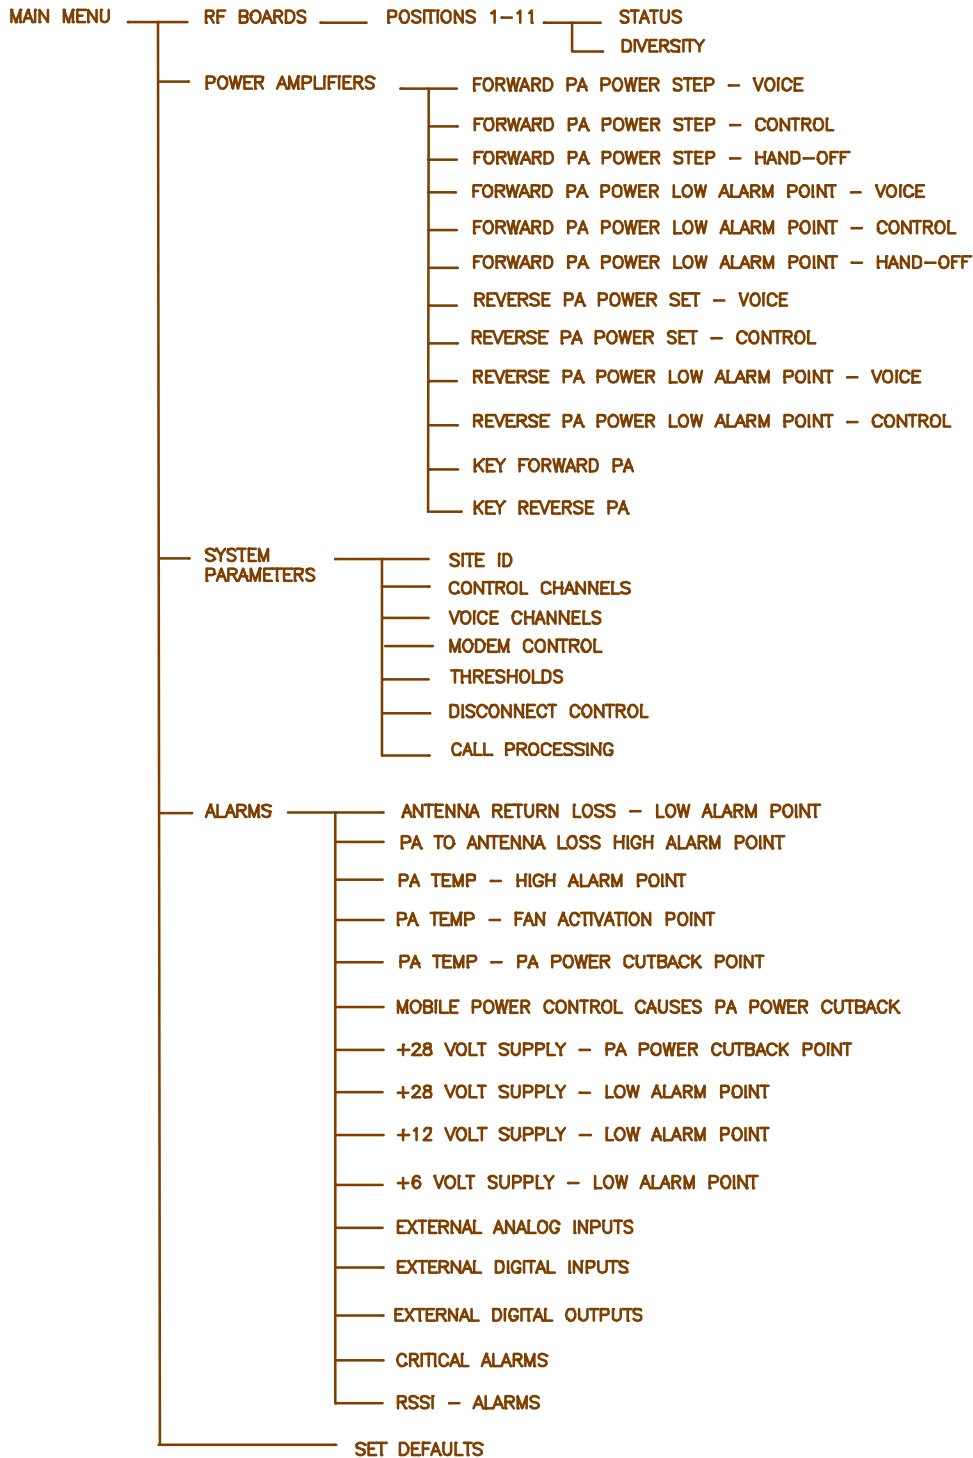 MAIN MENU RF BOARDS POSITIONS 1-11 STATUS
DIVERSITY
POWER AMPLIFIERS FORWARD PA POWER STEP - VOICE
FORWARD PA POWER STEP - CONTROL
FORWARD PA POWER STEP - HAND-OFF
FORWARD PA POWER LOW ALARM POINT - VOICE
FORWARD PA POWER LOW ALARM POINT - CONTROL
FORWARD PA POWER LOW ALARM POINT - HAND-OFF
REVERSE PA POWER SET - VOICE
REVERSE PA POWER SET - CONTROL
REVERSE PA POWER LOW ALARM POINT - VOICE
REVERSE PA POWER LOW ALARM POINT - CONTROL
KEY FORWARD PA
KEY REVERSE PA
SYSTEM
PARAMETERS
SITE ID
CONTROL CHANNELS
VOICE CHANNELS
MODEM CONTROL
THRESHOLDS
DISCONNECT CONTROL
CALL PROCESSING
ALARMS ANTENNA RETURN LOSS - LOW ALARM POINT
PA TO ANTENNA LOSS HIGH ALARM POINT
PA TEMP - HIGH ALARM POINT
PA TEMP - FAN ACTIVATION POINT
PA TEMP - PA POWER CUTBACK POINT
MOBILE POWER CONTROL CAUSES PA POWER CUTBACK
+28 VOLT SUPPLY - PA POWER CUTBACK POINT
+28 VOLT SUPPLY - LOW ALARM POINT
+12 VOLT SUPPLY - LOW ALARM POINT
+6 VOLT SUPPLY - LOW ALARM POINT
EXTERNAL ANALOG INPUTS
EXTERNAL DIGITAL INPUTS
EXTERNAL DIGITAL OUTPUTS
CRITICAL ALARMS
RSSI - ALARMS
SET DEFAULTS